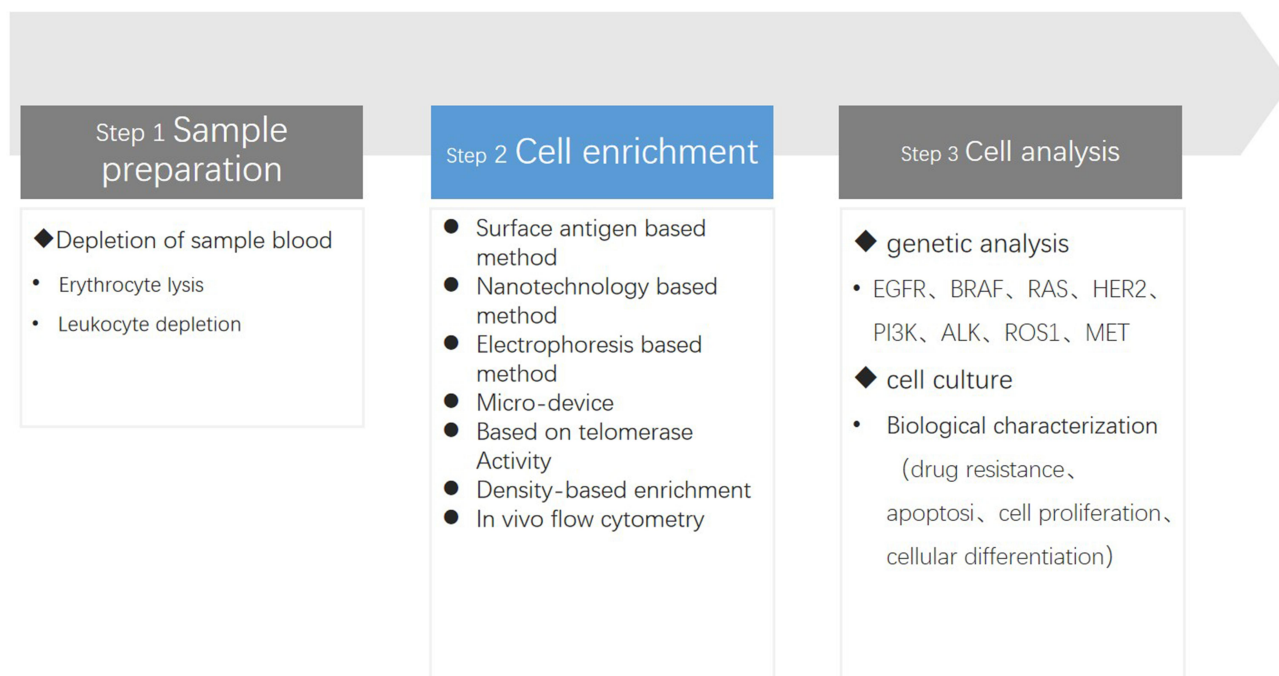 Step 1 Sample
preparation
◆Depletion of sample blood
• Erythrocyte lysis
• Leukocyte depletion
Step 2 Cell enrichment
● Surface antigen based
method
● Nanotechnology based
method
● Electrophoresis based
method
● Micro-device
● Based on telomerase
Activity
● Density-based enrichment
● In vivo flow cytometry
Step 3 Cell analysis
◆ genetic analysis
• EGFR、BRAF、RAS、HER2、
PI3K、ALK、ROS1、MET
◆ cell culture
• Biological characterization
（drug resistance、
apoptosi、cell proliferation、
cellular differentiation）